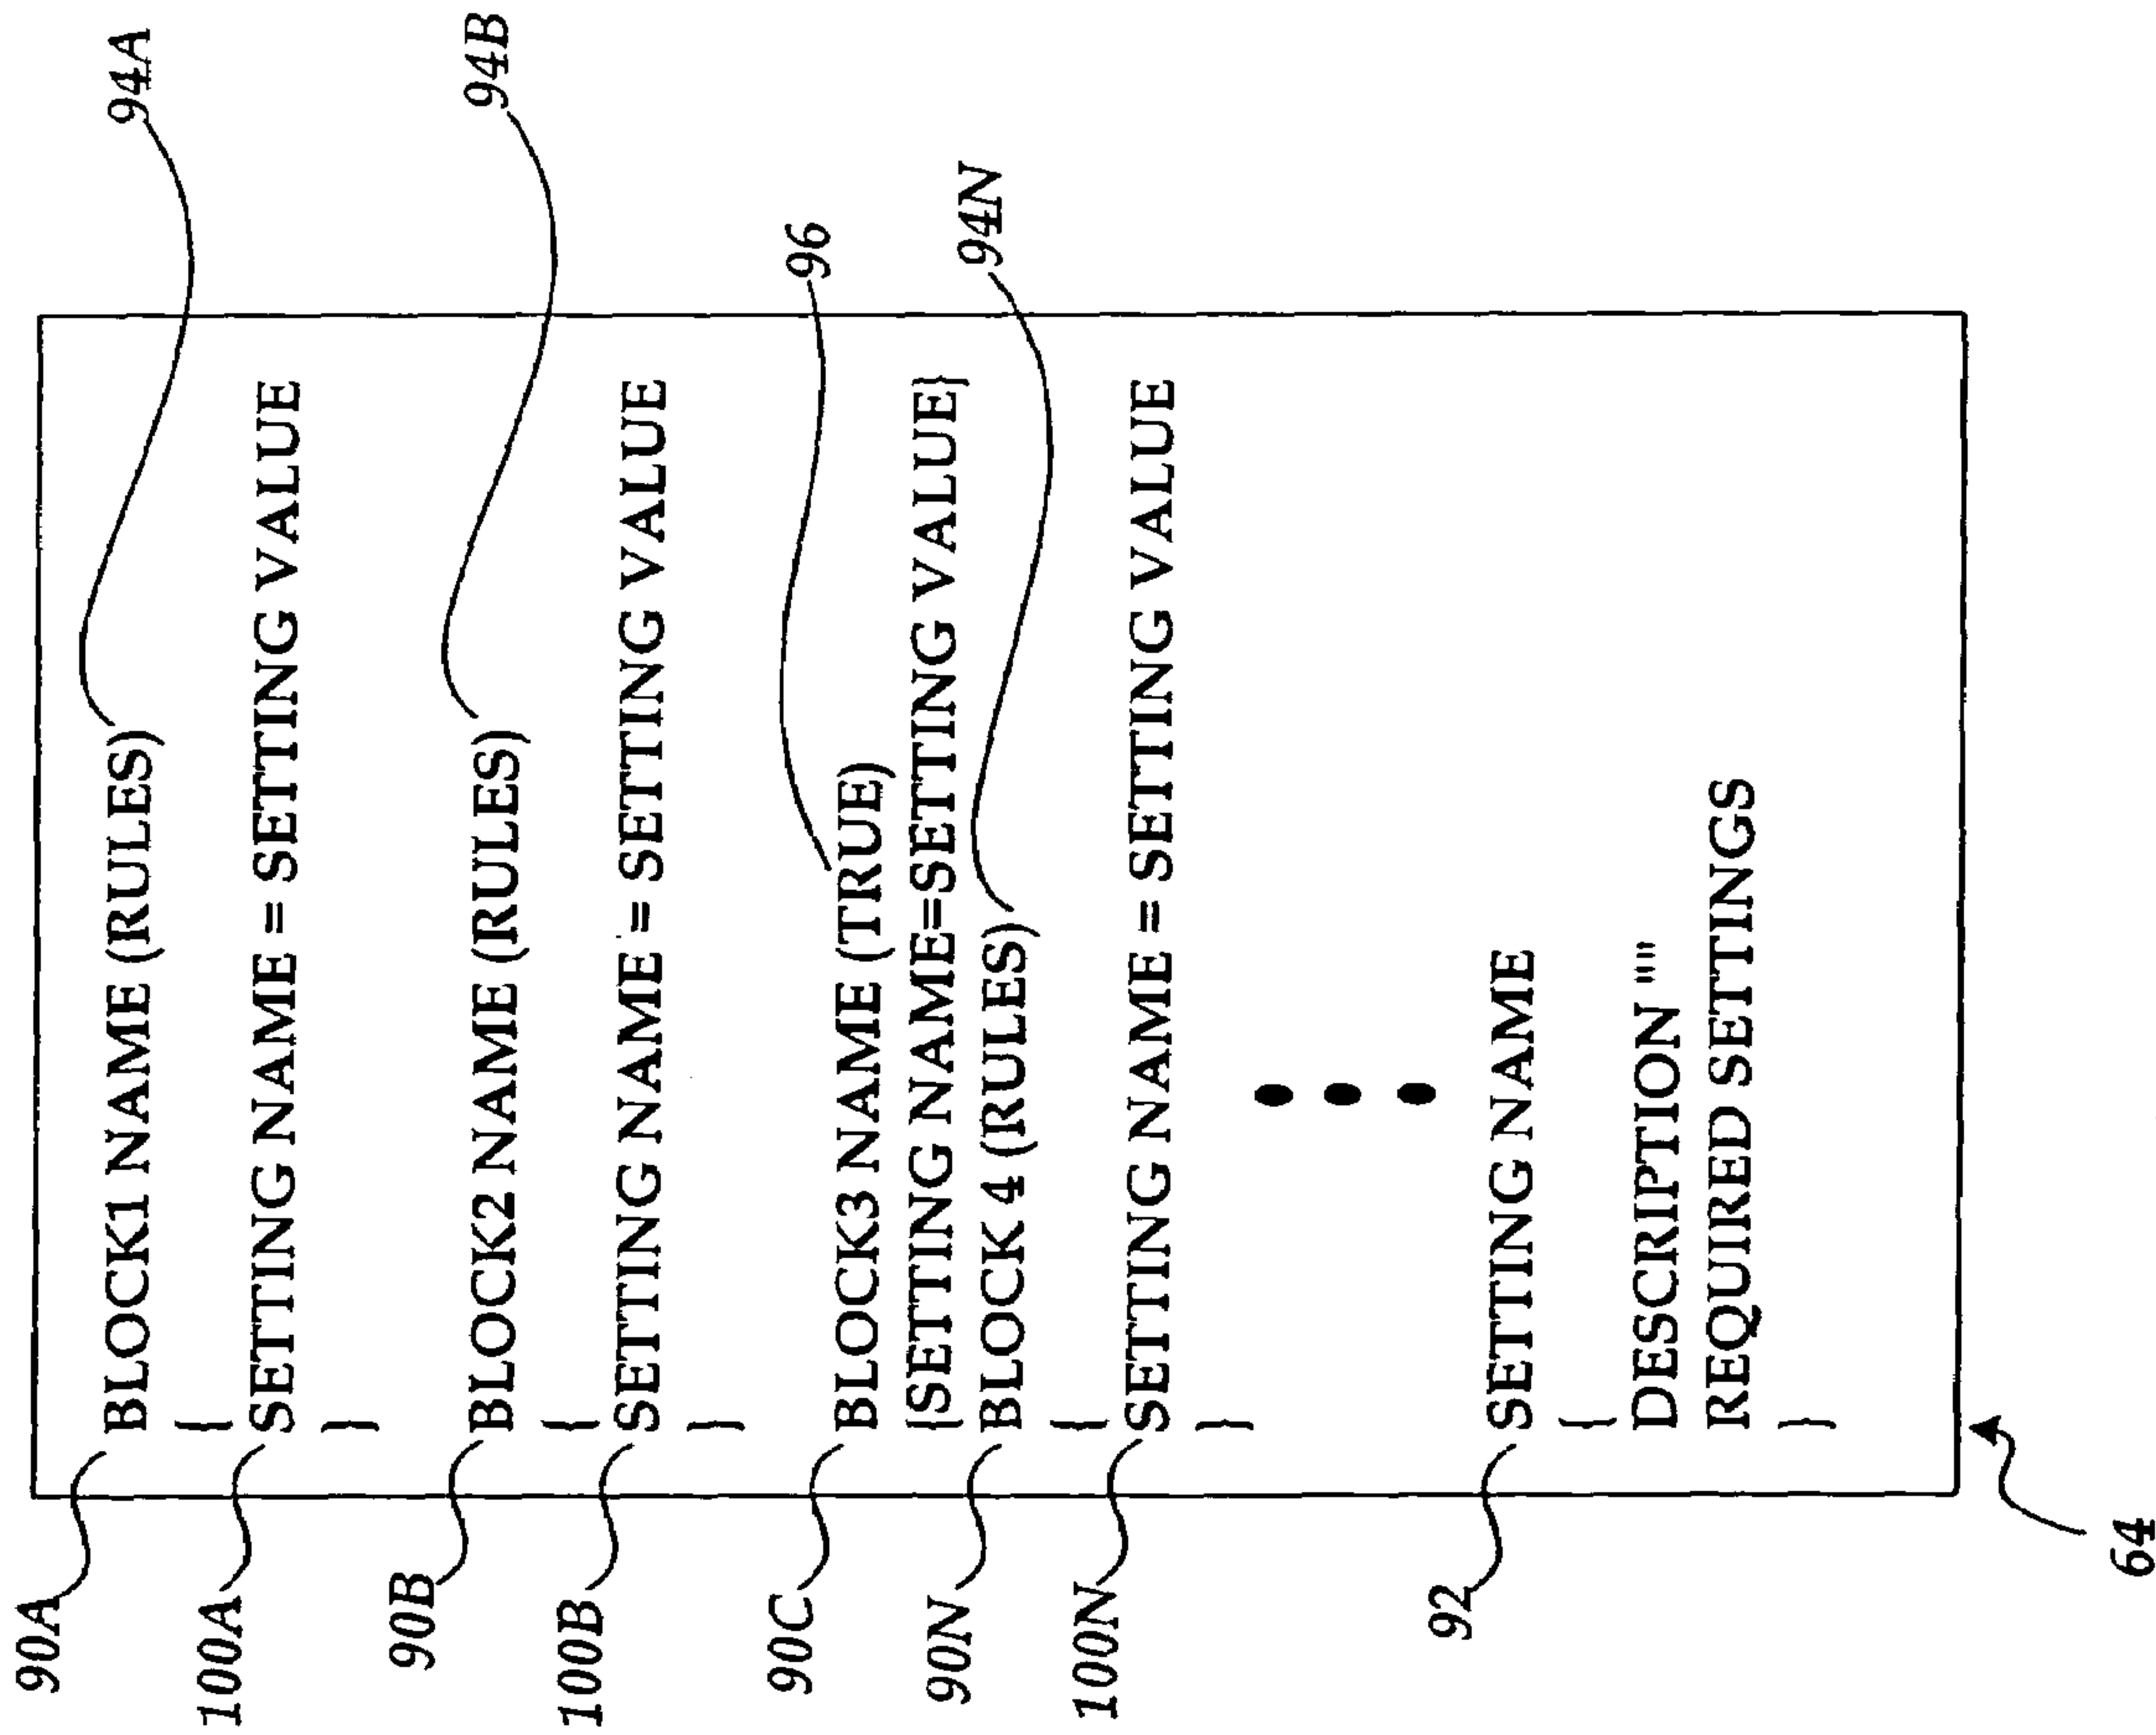 90A
BLOCK1 NAME (RULES)
94A
{
100A
SETTING NAME = SETTING VALUE
}
90B
BLOCK2 NAME (RULES)
94B
{
100B
SETTING NAME = SETTING VALUE
}
90C
BLOCK3 NAME (TRUE)
96
{SETTING NAME=SETTING VALUE}
90N
BLOCK 4 (RULES)
94N
{
100N
SETTING NAME = SETTING VALUE
}
92
SETTING NAME
{
DESCRIPTION ""
REQUIRED SETTINGS
}
64